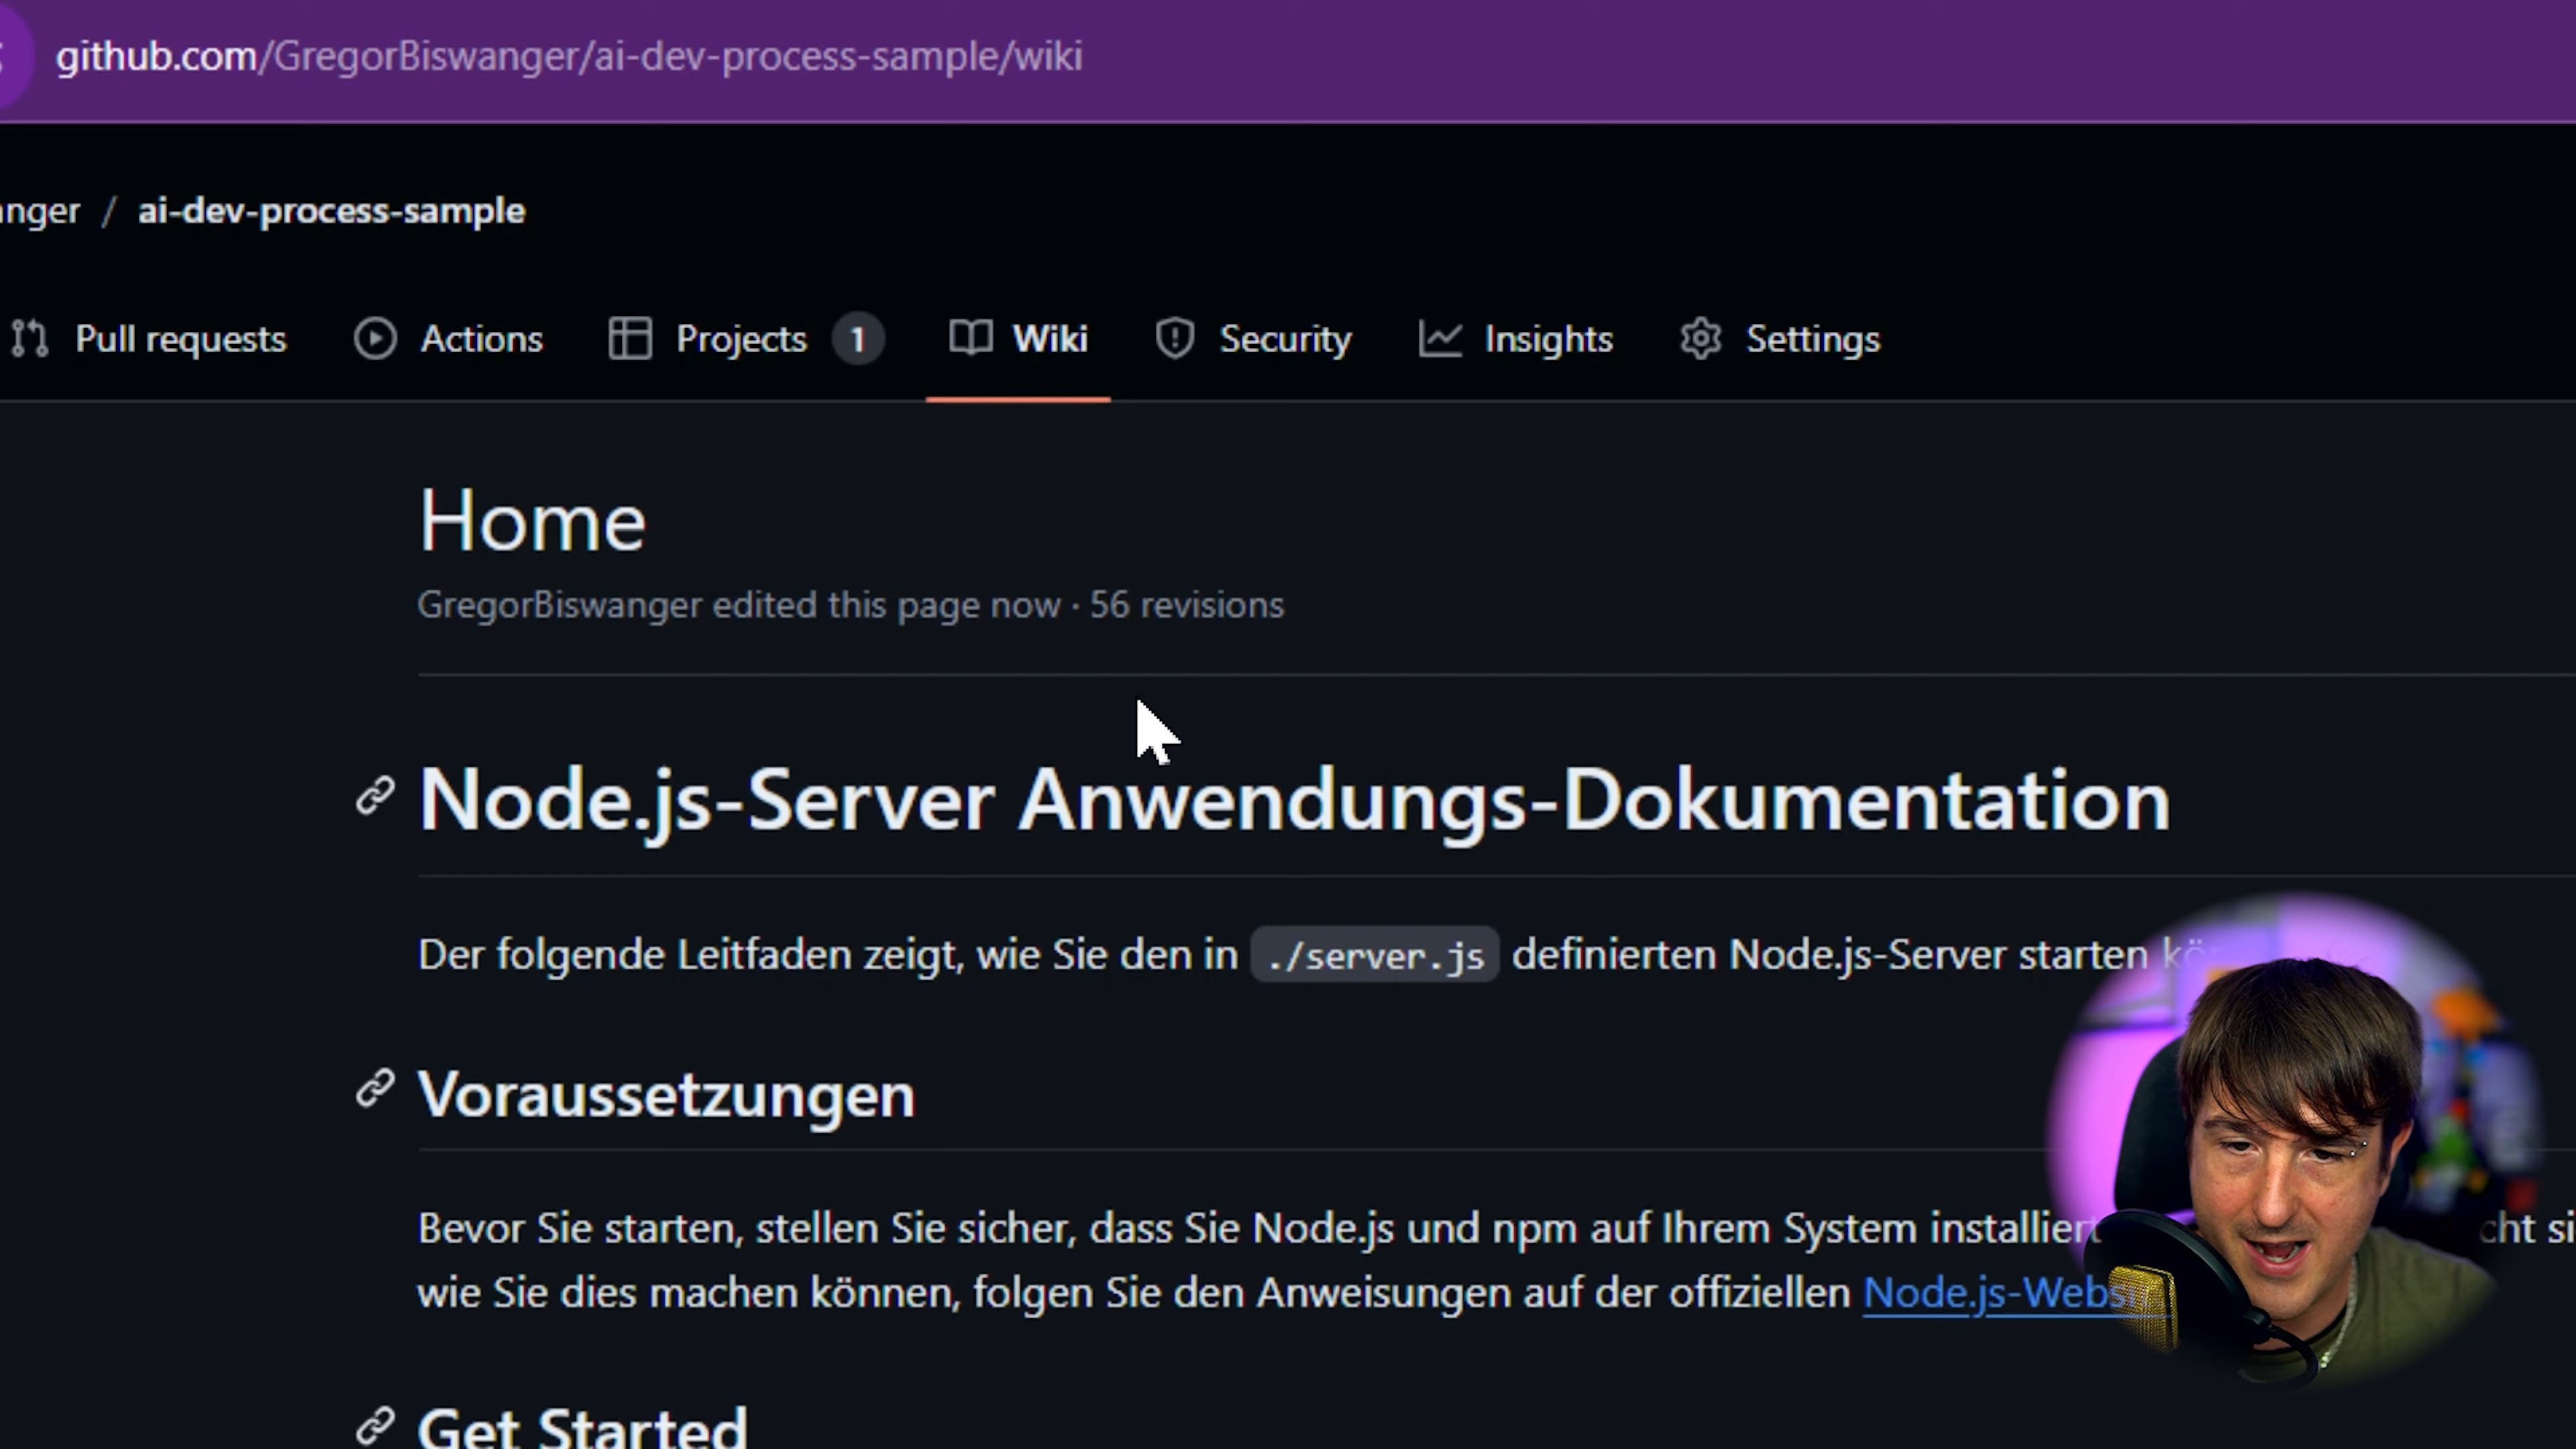 github.com/GregorBiswanger/ai-dev-process-sample/wiki
/ ai-dev-process-sample
Pull requests Actions Projects 1 Wiki Security Insights Settings
Home
GregorBiswanger edited this page now · 56 revisions
Node.js-Server Anwendungs-Dokumentation
Der folgende Leitfaden zeigt, wie Sie den in ./server.js definierten Node.js-Server starten
Voraussetzungen
Bevor Sie starten, stellen Sie sicher, dass Sie Node.js und npm auf Ihrem System installiert
wie Sie dies machen können, folgen Sie den Anweisungen auf der offiziellen
Get Started